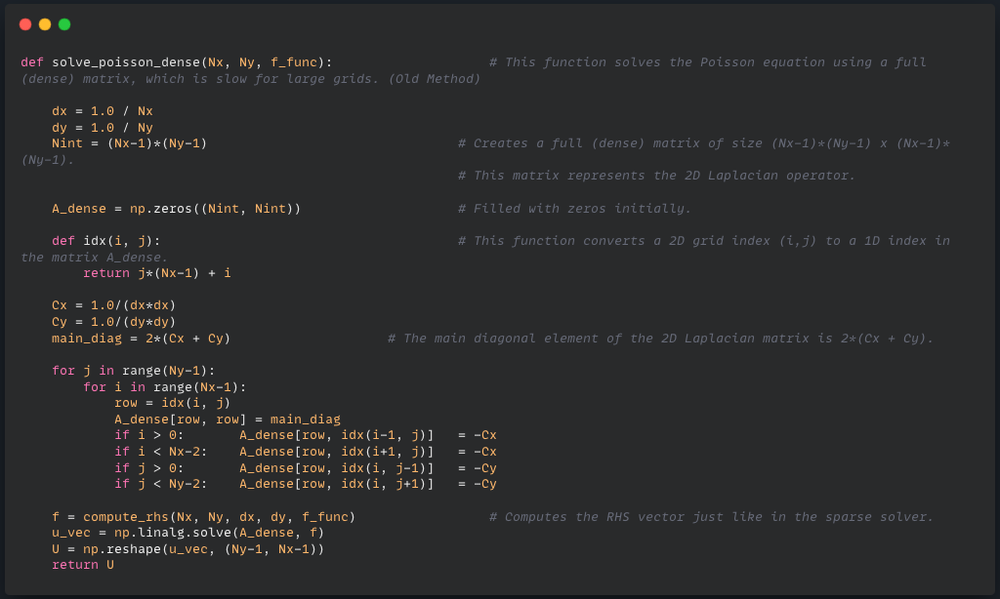 def solve_poisson_dense(Nx, Ny, f_func):                    # This function solves the Poisson equation using a full
(dense) matrix, which is slow for large grids. (Old Method)

    dx = 1.0 / Nx
    dy = 1.0 / Ny
    Nint = (Nx-1)*(Ny-1)                                # Creates a full (dense) matrix of size (Nx-1)*(Ny-1) x (Nx-1)*
(Ny-1).
                                                        # This matrix represents the 2D Laplacian operator.

    A_dense = np.zeros((Nint, Nint))                    # Filled with zeros initially.

    def idx(i, j):                                      # This function converts a 2D grid index (i,j) to a 1D index in
the matrix A_dense.
        return j*(Nx-1) + i

    Cx = 1.0/(dx*dx)
    Cy = 1.0/(dy*dy)
    main_diag = 2*(Cx + Cy)                    # The main diagonal element of the 2D Laplacian matrix is 2*(Cx + Cy).

    for j in range(Ny-1):
        for i in range(Nx-1):
            row = idx(i, j)
            A_dense[row, row] = main_diag
            if i > 0:       A_dense[row, idx(i-1, j)]   = -Cx
            if i < Nx-2:    A_dense[row, idx(i+1, j)]   = -Cx
            if j > 0:       A_dense[row, idx(i, j-1)]   = -Cy
            if j < Ny-2:    A_dense[row, idx(i, j+1)]   = -Cy

    f = compute_rhs(Nx, Ny, dx, dy, f_func)                 # Computes the RHS vector just like in the sparse solver.
    u_vec = np.linalg.solve(A_dense, f)
    U = np.reshape(u_vec, (Ny-1, Nx-1))
    return U